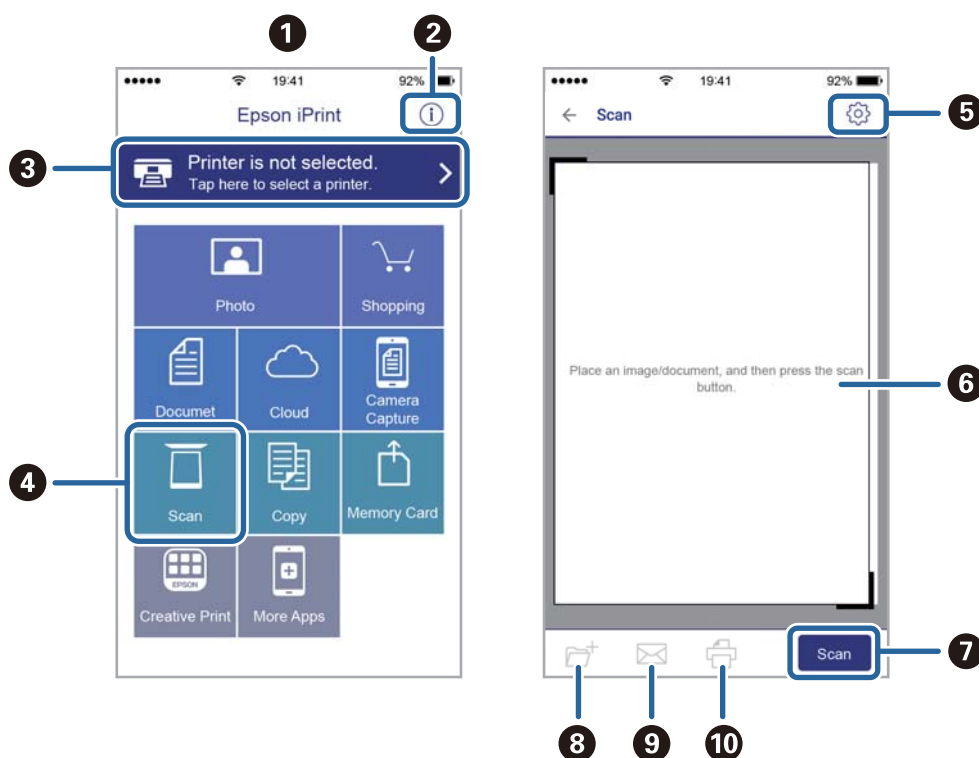 1
2
19:41
92%
Epson iPrint
3
Printer is not selected.
Tap here to select a printer.
Photo
Shopping
Documet
Cloud
Camera
Capture
4
Scan
Copy
Memory Card
EPSON
Creative Print
More Apps
19:41
92%
Scan
5
Place an image/document, and then press the scan
button.
6
Scan
7
8
9
10